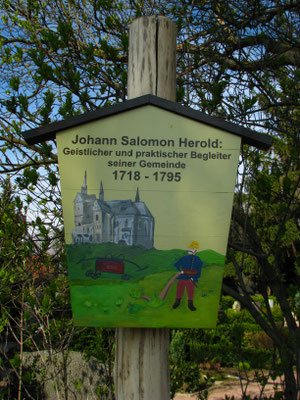 Johann Salomon Herold:
Geistlicher und praktischer Begleiter
seiner Gemeinde
1718 - 1795